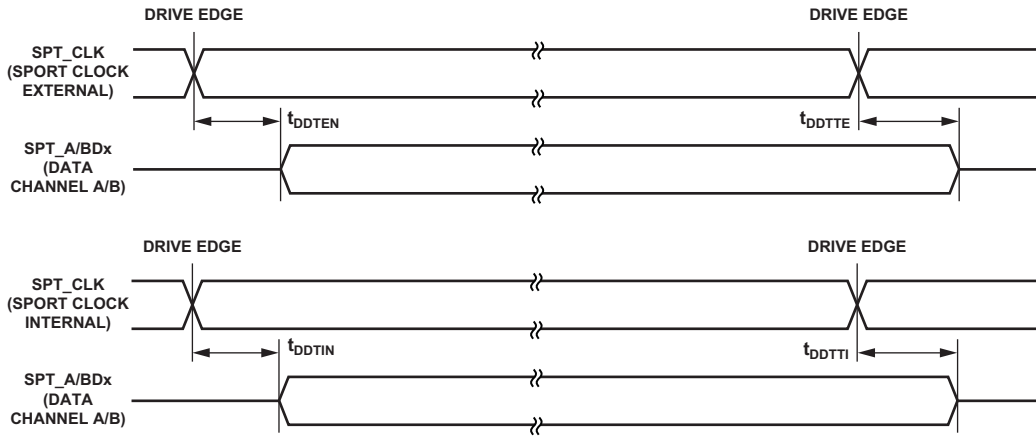 DRIVE EDGE
DRIVE EDGE
SPT_CLK
(SPORT CLOCK
EXTERNAL)
tDDTEN
tDDTTE
SPT_A/BDx
(DATA
CHANNEL A/B)
DRIVE EDGE
DRIVE EDGE
SPT_CLK
(SPORT CLOCK
INTERNAL)
tDDTIN
tDDTTI
SPT_A/BDx
(DATA
CHANNEL A/B)